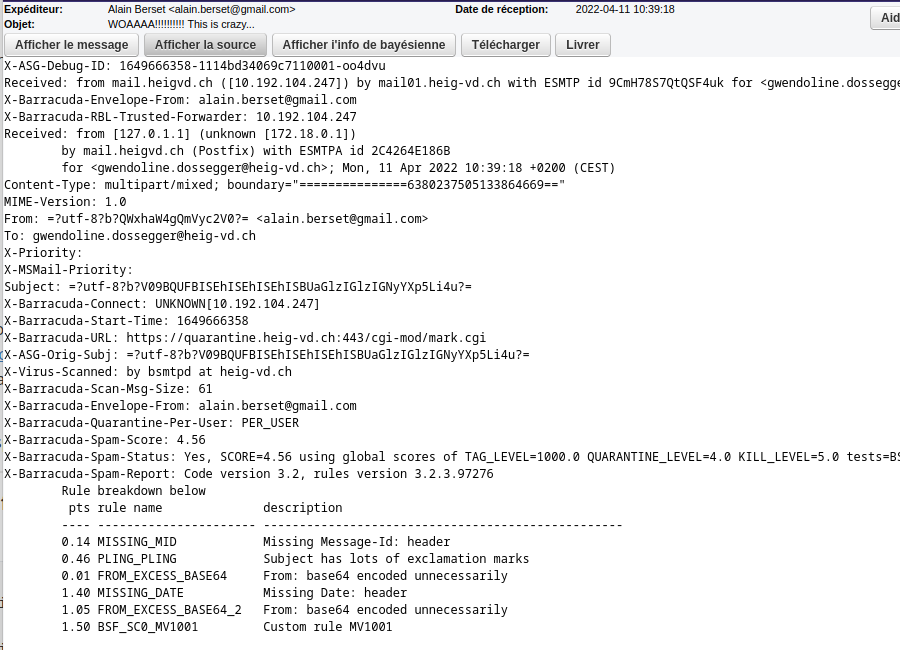 Expéditeur: Alain Berset <alain.berset@gmail.com> Date de réception: 2022-04-11 10:39:18
Objet: WOAAAA!!!!!!!!!! This is crazy...
Aid
Afficher le message Afficher la source Afficher i'info de bayésienne Télécharger Livrer
X-ASG-Debug-ID: 1649666358-1114bd34069c7110001-oo4dvu
Received: from mail.heigvd.ch ([10.192.104.247]) by mail01.heig-vd.ch with ESMTP id 9CmH78S7QtQSF4uk for <gwendoline.dossegge
X-Barracuda-Envelope-From: alain.berset@gmail.com
X-Barracuda-RBL-Trusted-Forwarder: 10.192.104.247
Received: from [127.0.1.1] (unknown [172.18.0.1])
by mail.heigvd.ch (Postfix) with ESMTPA id 2C4264E186B
for <gwendoline.dossegger@heig-vd.ch>; Mon, 11 Apr 2022 10:39:18 +0200 (CEST)
Content-Type: multipart/mixed; boundary="===============6380237505133864669=="
MIME-Version: 1.0
From: =?utf-8?b?QWxhaW4gQmVyc2V0?= <alain.berset@gmail.com>
To: gwendoline.dossegger@heig-vd.ch
X-Priority:
X-MSMail-Priority:
Subject: =?utf-8?b?V09BQUFBISEhISEhISEhISBUaGlzIGlzIGNyYXp5Li4u?=
X-Barracuda-Connect: UNKNOWN[10.192.104.247]
X-Barracuda-Start-Time: 1649666358
X-Barracuda-URL: https://quarantine.heig-vd.ch:443/cgi-mod/mark.cgi
X-ASG-Orig-Subj: =?utf-8?b?V09BQUFBISEhISEhISEhISBUaGlzIGlzIGNyYXp5Li4u?=
X-Virus-Scanned: by bsmtpd at heig-vd.ch
X-Barracuda-Scan-Msg-Size: 61
X-Barracuda-Envelope-From: alain.berset@gmail.com
X-Barracuda-Quarantine-Per-User: PER_USER
X-Barracuda-Spam-Score: 4.56
X-Barracuda-Spam-Status: Yes, SCORE=4.56 using global scores of TAG_LEVEL=1000.0 QUARANTINE_LEVEL=4.0 KILL_LEVEL=5.0 tests=BS
X-Barracuda-Spam-Report: Code version 3.2, rules version 3.2.3.97276
Rule breakdown below
pts rule name description
---- ---------------------- --------------------------------------------------
0.14 MISSING_MID Missing Message-Id: header
0.46 PLING_PLING Subject has lots of exclamation marks
0.01 FROM_EXCESS_BASE64 From: base64 encoded unnecessarily
1.40 MISSING_DATE Missing Date: header
1.05 FROM_EXCESS_BASE64_2 From: base64 encoded unnecessarily
1.50 BSF_SC0_MV1001 Custom rule MV1001